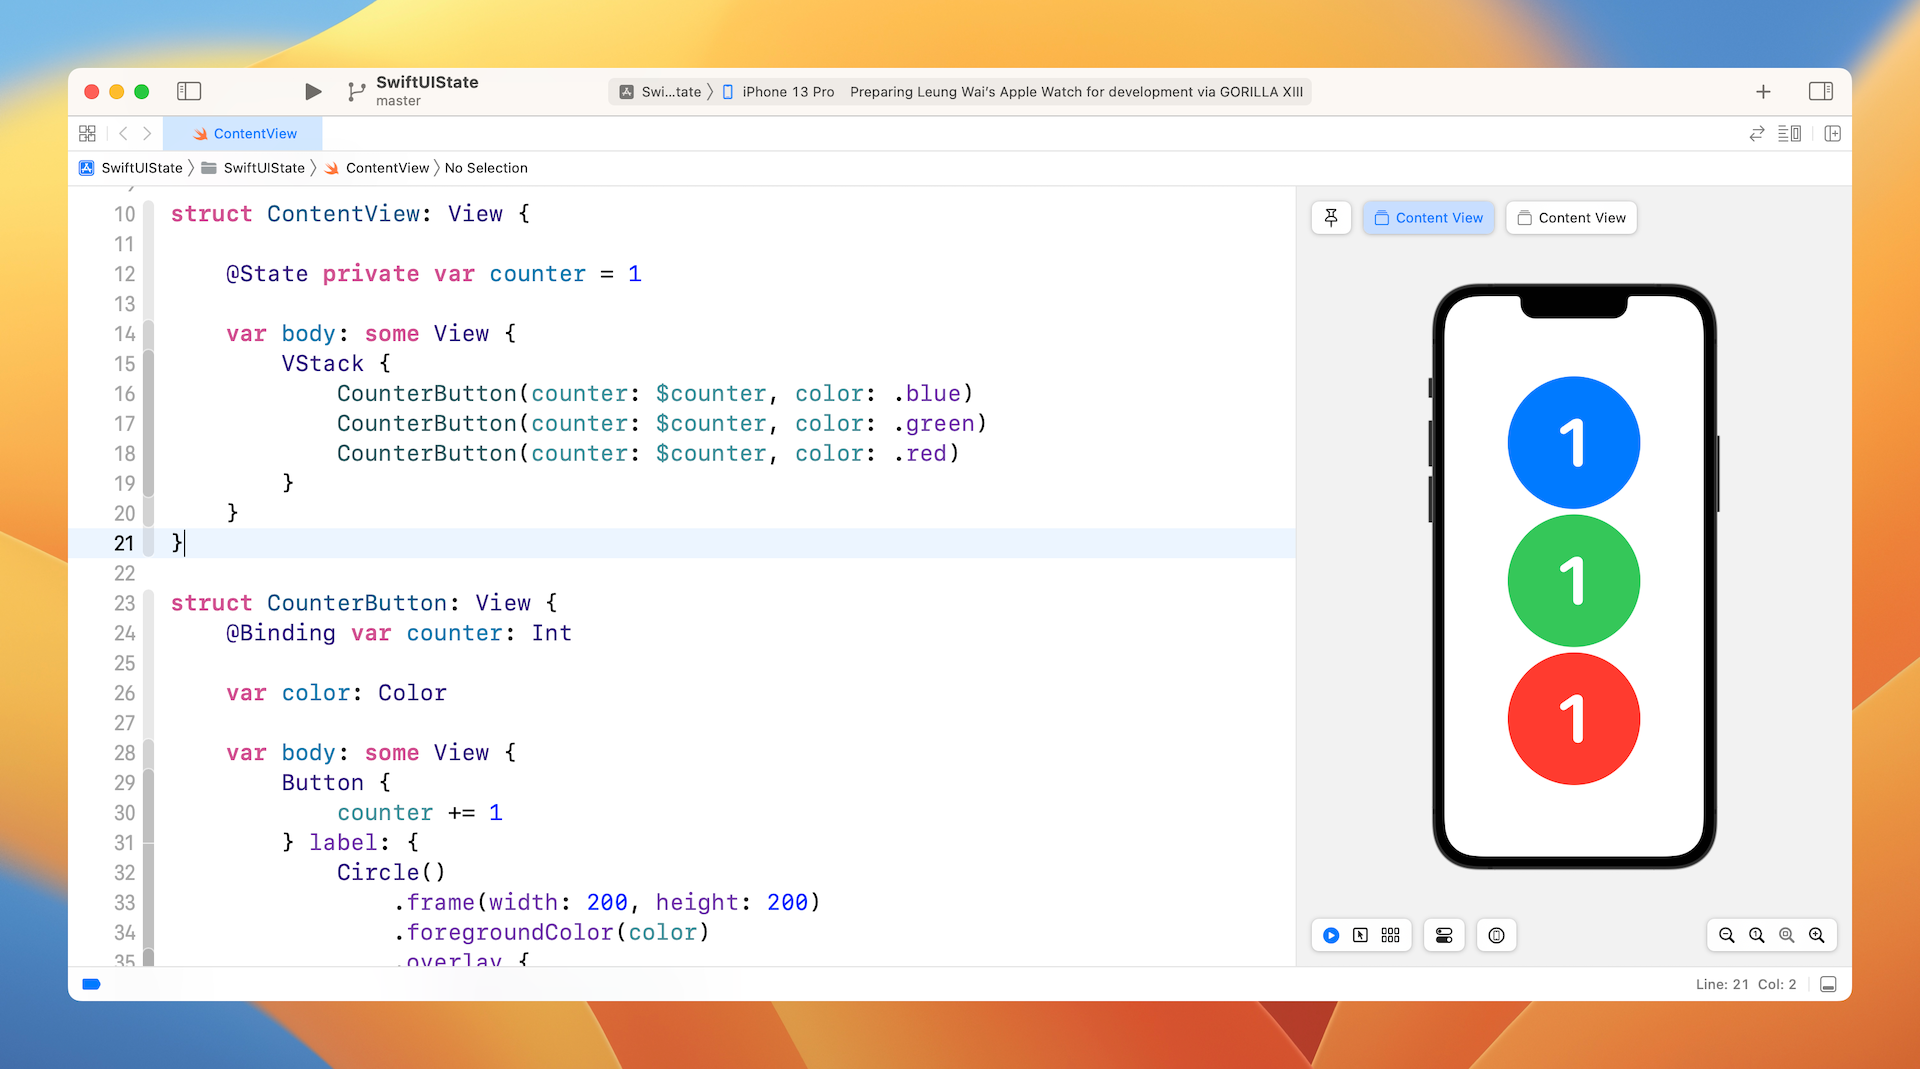 SwiftUIState
master
Swi...tate 〉 iPhone 13 Pro Preparing Leung Wai's Apple Watch for development via GORILLA XIII
ContentView
SwiftUIState 〉 SwiftUIState 〉 ContentView 〉 No Selection
10 struct ContentView: View {
11
12     @State private var counter = 1
13
14     var body: some View {
15         VStack {
16             CounterButton(counter: $counter, color: .blue)
17             CounterButton(counter: $counter, color: .green)
18             CounterButton(counter: $counter, color: .red)
19         }
20     }
21 }
22
23 struct CounterButton: View {
24     @Binding var counter: Int
25
26     var color: Color
27
28     var body: some View {
29         Button {
30             counter += 1
31         } label: {
32             Circle()
33                 .frame(width: 200, height: 200)
34                 .foregroundColor(color)
35                 .overlay {
Content View
Content View
1
1
1
Line: 21 Col: 2